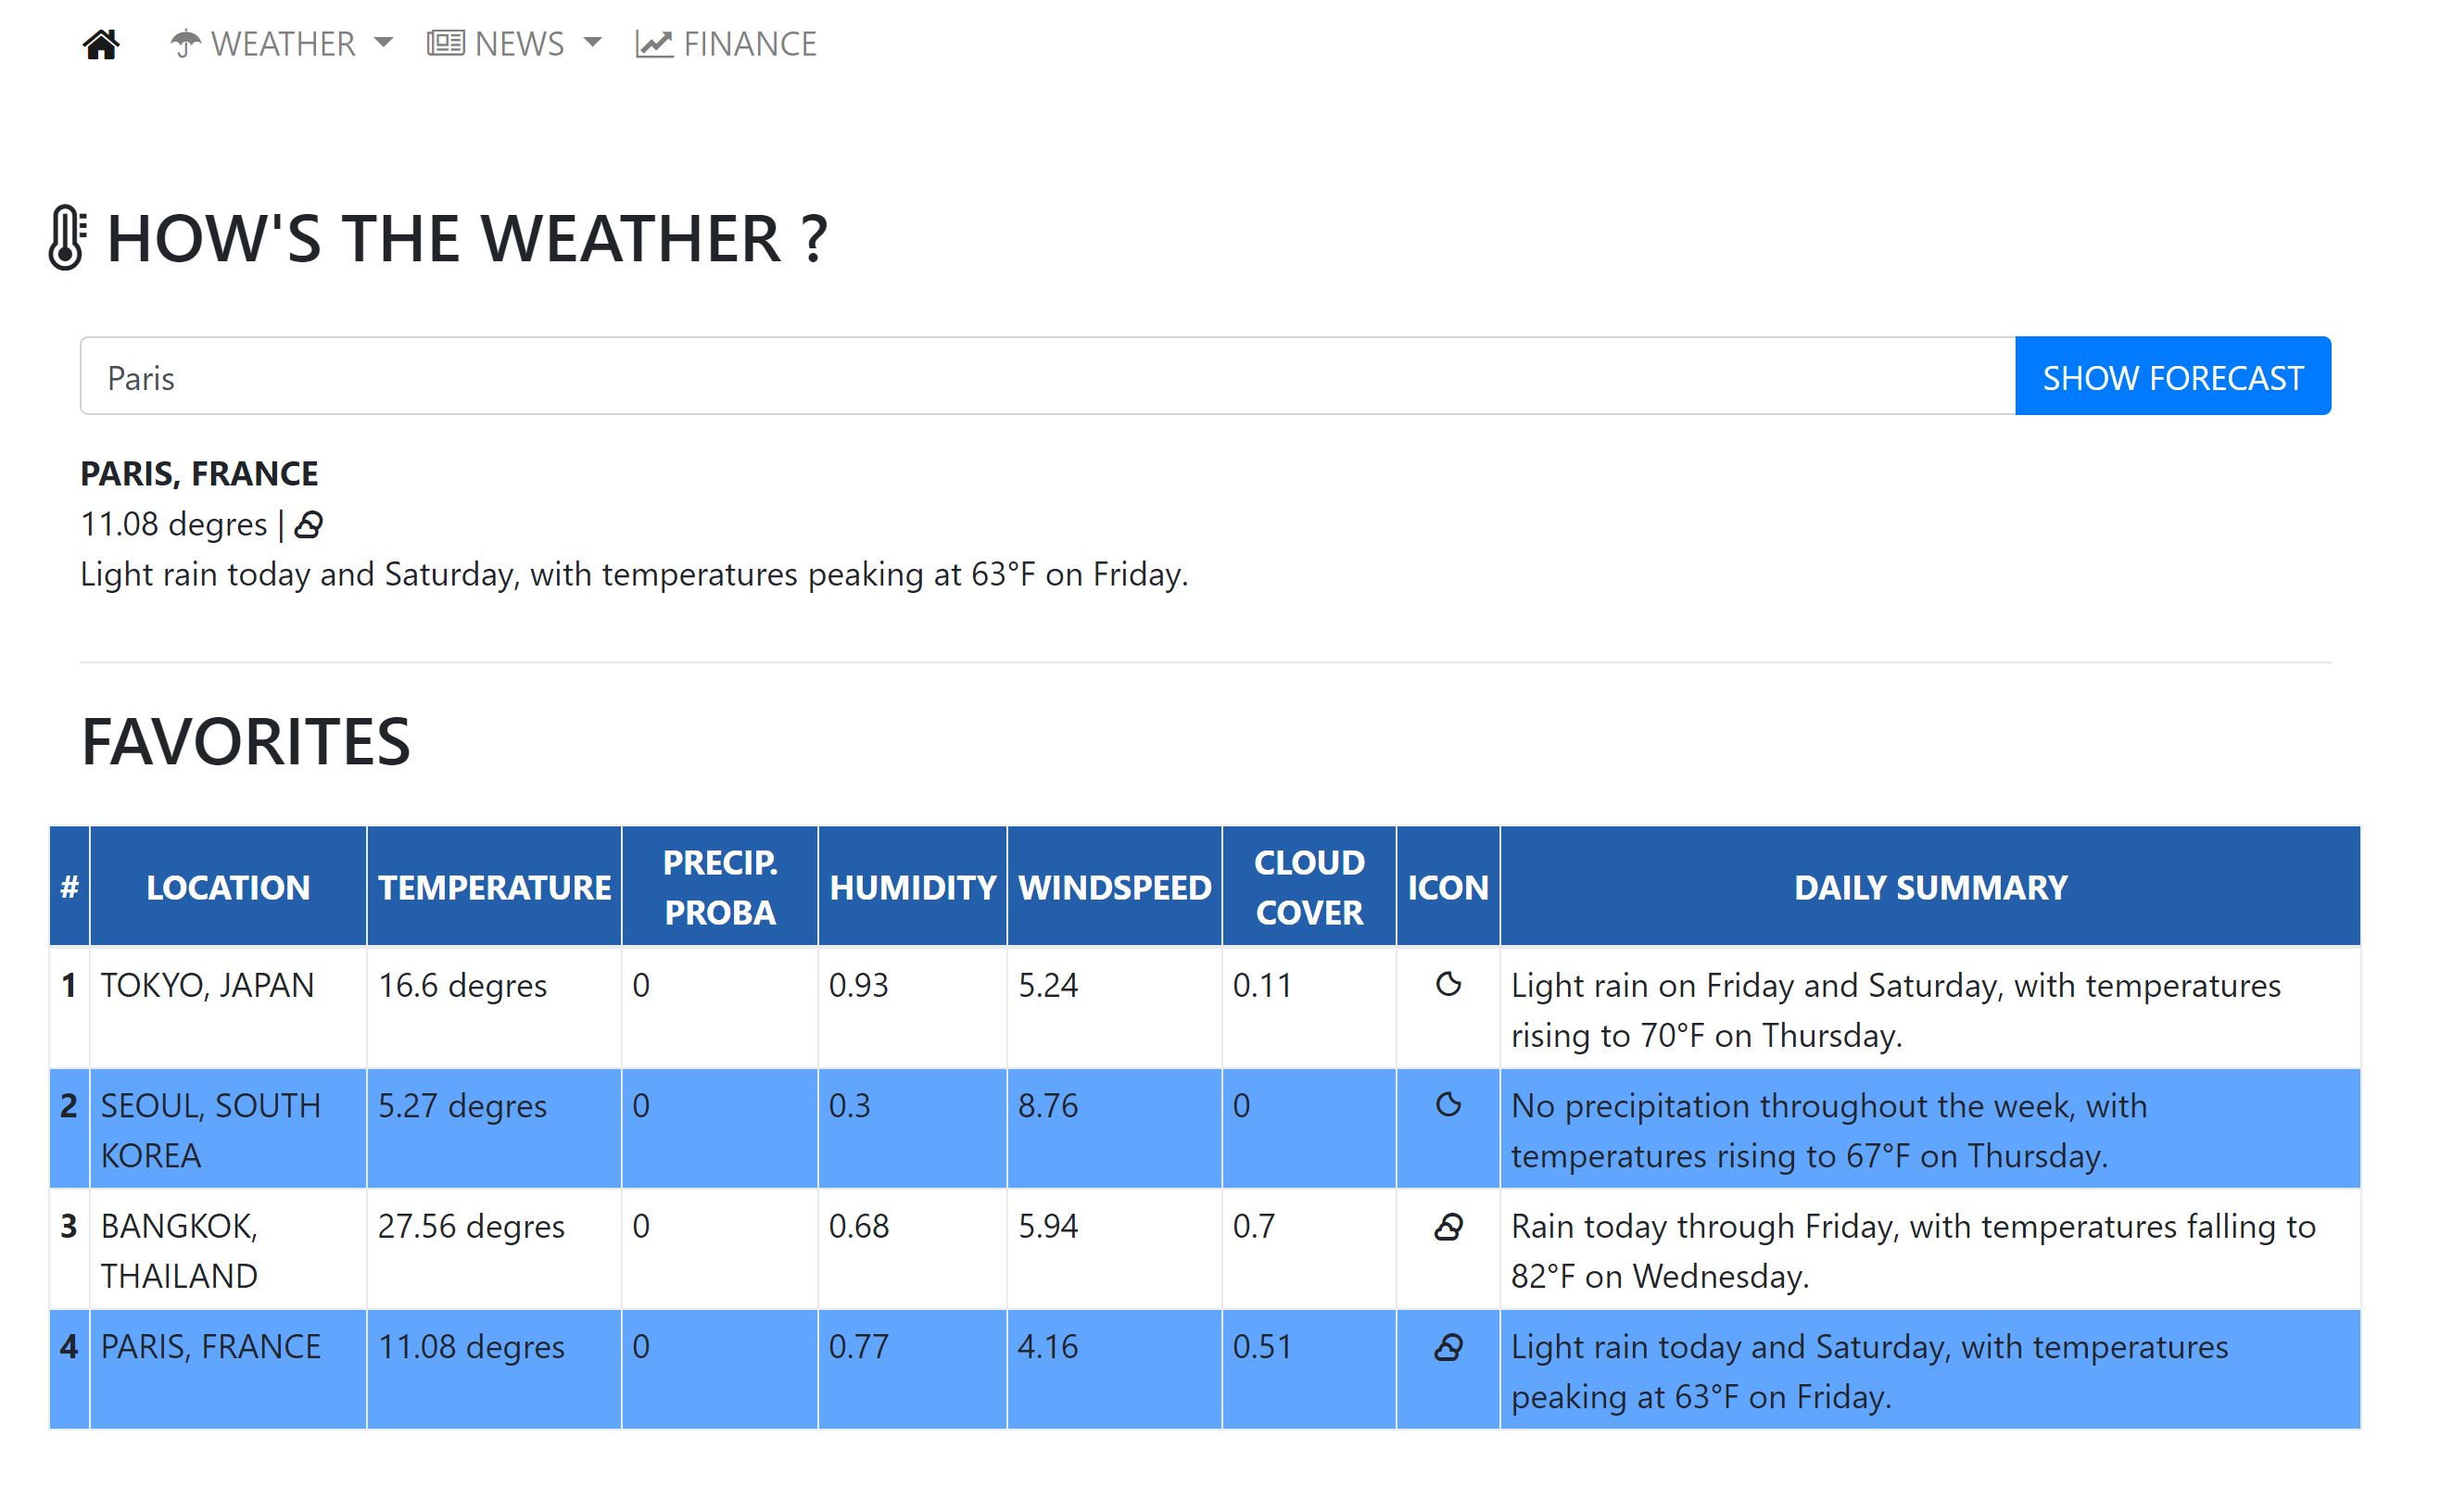 WEATHER NEWS FINANCE
HOW'S THE WEATHER ?
Paris SHOW FORECAST
PARIS, FRANCE
11.08 degres |
Light rain today and Saturday, with temperatures peaking at 63°F on Friday.
FAVORITES
# LOCATION TEMPERATURE PRECIP. PROBA HUMIDITY WINDSPEED CLOUD COVER ICON DAILY SUMMARY
1 TOKYO, JAPAN 16.6 degres 0 0.93 5.24 0.11 Light rain on Friday and Saturday, with temperatures
rising to 70°F on Thursday.
2 SEOUL, SOUTH KOREA 5.27 degres 0 0.3 8.76 0 No precipitation throughout the week, with
temperatures rising to 67°F on Thursday.
3 BANGKOK, THAILAND 27.56 degres 0 0.68 5.94 0.7 Rain today through Friday, with temperatures falling to
82°F on Wednesday.
4 PARIS, FRANCE 11.08 degres 0 0.77 4.16 0.51 Light rain today and Saturday, with temperatures
peaking at 63°F on Friday.